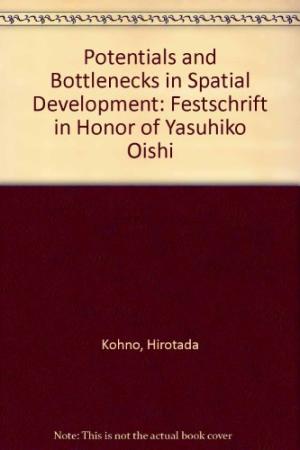 Potentials and
Bottlenecks in Spatial
Development: Festschrift
in Honor of Yasuhiko
Oishi
Kohno, Hirotada
Note: This is not the actual book cover